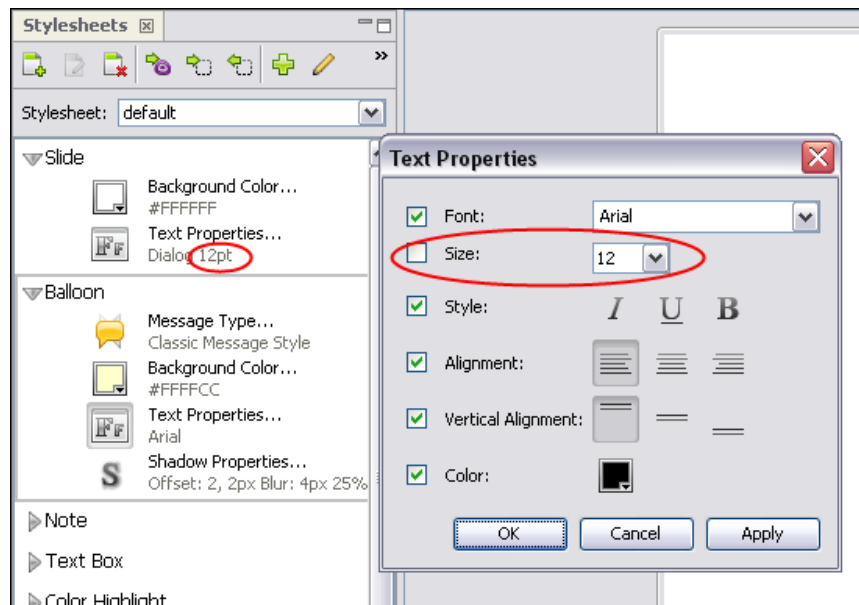 Stylesheets
»
Stylesheet: default
Slide
Background Color...
#FFFFFF
Text Properties...
Dialog 12pt
Balloon
Message Type...
Classic Message Style
Background Color...
#FFFFCC
Text Properties...
Arial
Shadow Properties...
Offset: 2, 2px Blur: 4px 25%
Note
Text Box
Color Highlight
Text Properties
Font: Arial
Size: 12
Style: I U B
Alignment:
Vertical Alignment:
Color:
OK Cancel Apply